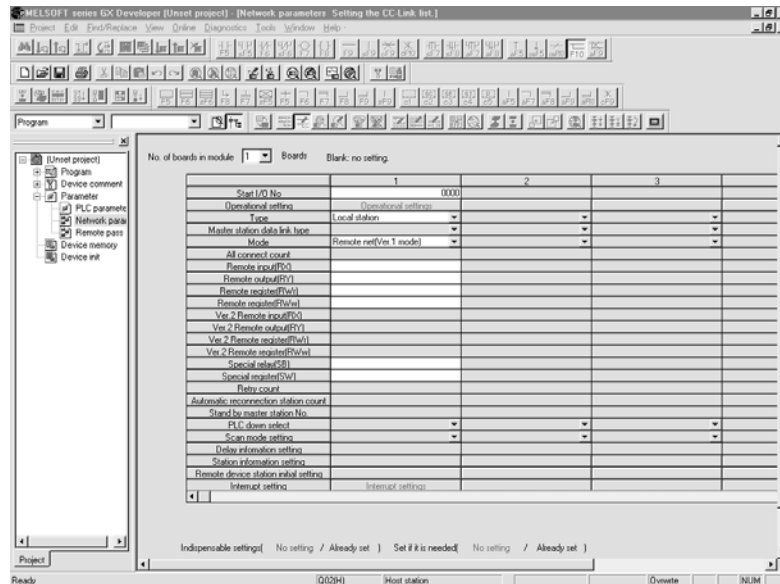 MELSOFT series GX Developer (Unset project) - [Network parameters Setting the CC-Link list.]
Project Edit Find/Replace View Online Diagnostics Tools Window Help
Program
No. of boards in module 1 Boards Blank: no setting.
(Unset project)
Program
Device comment
Parameter
PLC paramete
Network parar
Remote pass
Device memory
Device init
1 2 3
Start I/O No 0000
Operational setting Operational settings
Type Local station
Master station data link type
Mode Remote net(Ver.1 mode)
All connect count
Remote input(RX)
Remote output(RY)
Remote register(RWr)
Remote register(RWw)
Ver.2 Remote input(RX)
Ver.2 Remote output(RY)
Ver.2 Remote register(RWr)
Ver.2 Remote register(RWw)
Special relay(SB)
Special register(SW)
Retry count
Automatic reconnection station count
Stand by master station No.
PLC down select
Scan mode setting
Delay infomation setting
Station information setting
Remote device station initial setting
Interrupt setting Interrupt settings
Indispensable settings( No setting / Already set ) Set if it is needed( No setting / Already set )
Project
Ready Q02(H) Host station Ovrwrte NUM